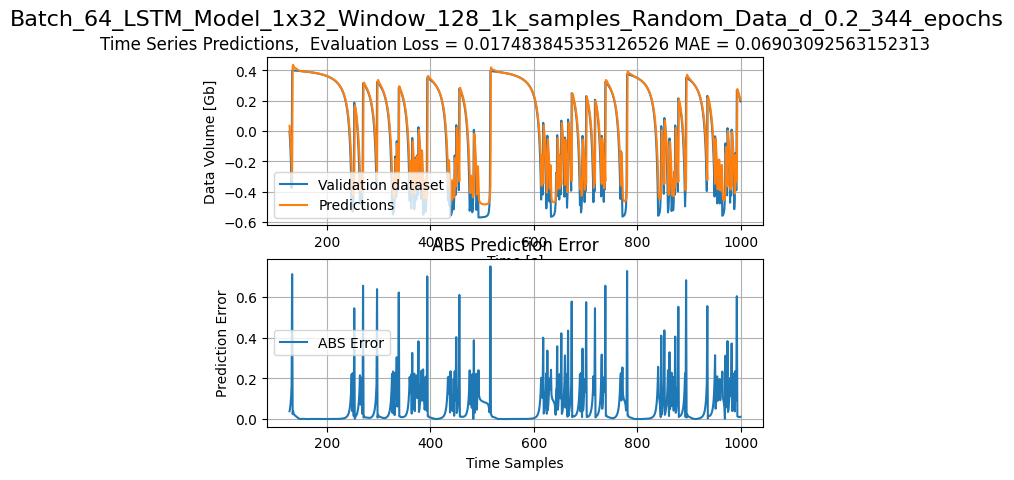 Batch_64_LSTM_Model_1x32_Window_128_1k_samples_Random_Data_d_0.2_344_epochs
Time Series Predictions,  Evaluation Loss = 0.017483845353126526 MAE = 0.06903092563152313
Data Volume [Gb]
0.4
0.2
0.0
−0.2
−0.4
−0.6
Validation dataset
Predictions
200
400
600
800
1000
Time [s]
ABS Prediction Error
Prediction Error
0.6
0.4
0.2
0.0
ABS Error
200
400
600
800
1000
Time Samples